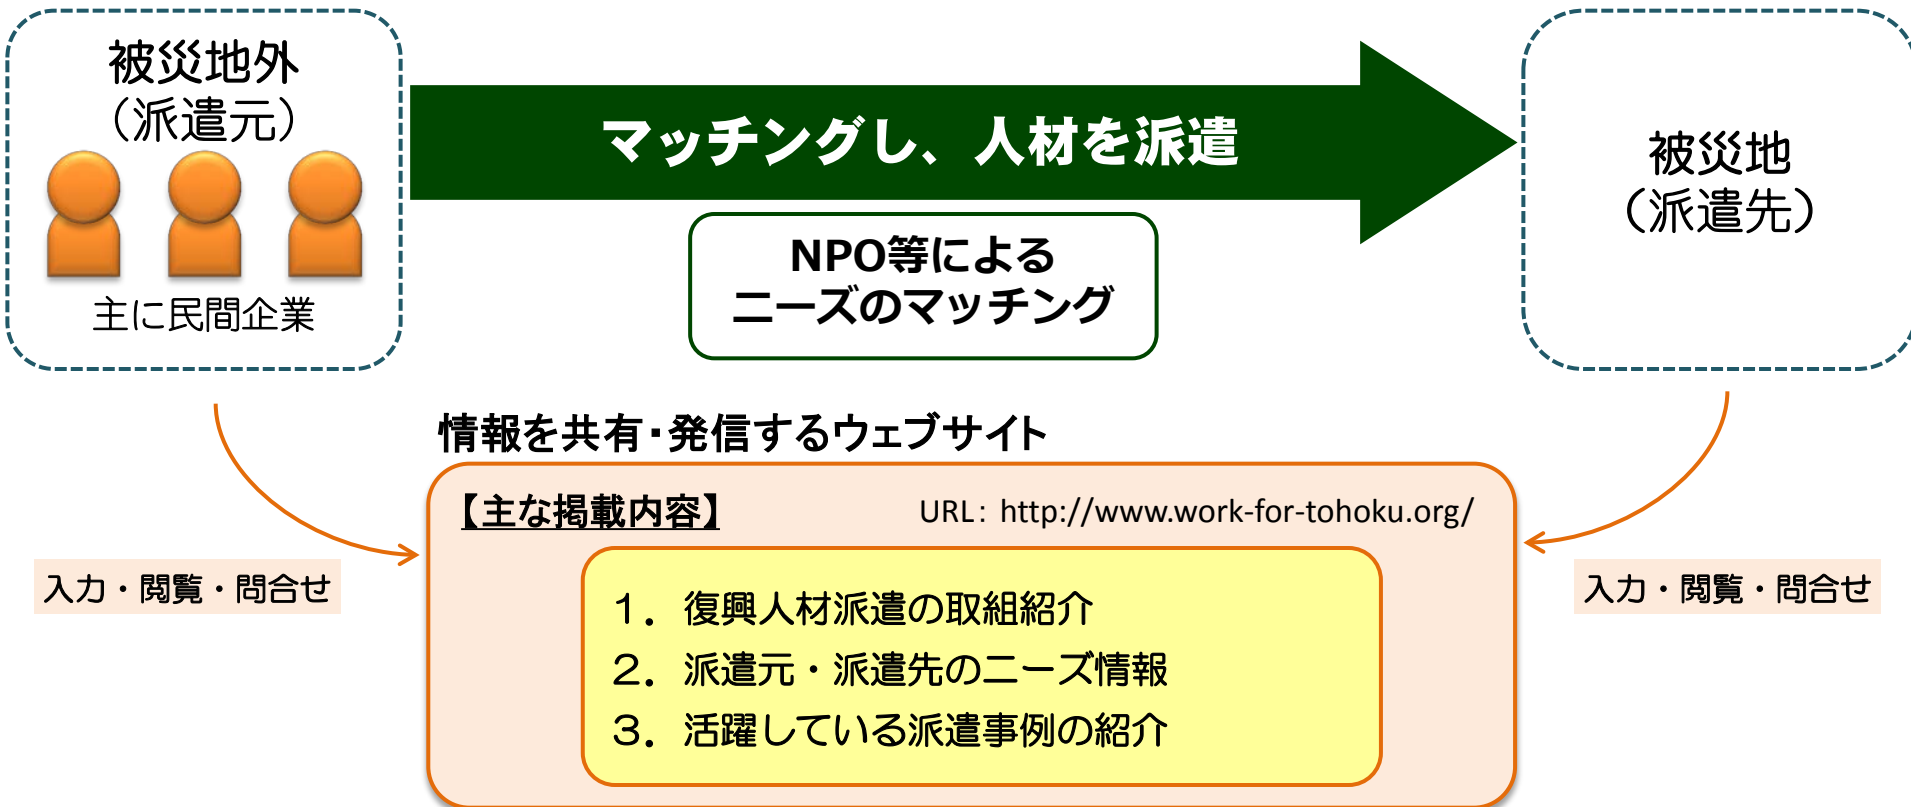 被災地外
（派遣元）
主に民間企業
マッチングし、人材を派遣
NPO等による
ニーズのマッチング
被災地
（派遣先）
情報を共有・発信するウェブサイト
【主な掲載内容】 URL：http://www.work-for-tohoku.org/
入力・閲覧・問合せ
入力・閲覧・問合せ
１．復興人材派遣の取組紹介
２．派遣元・派遣先のニーズ情報
３．活躍している派遣事例の紹介